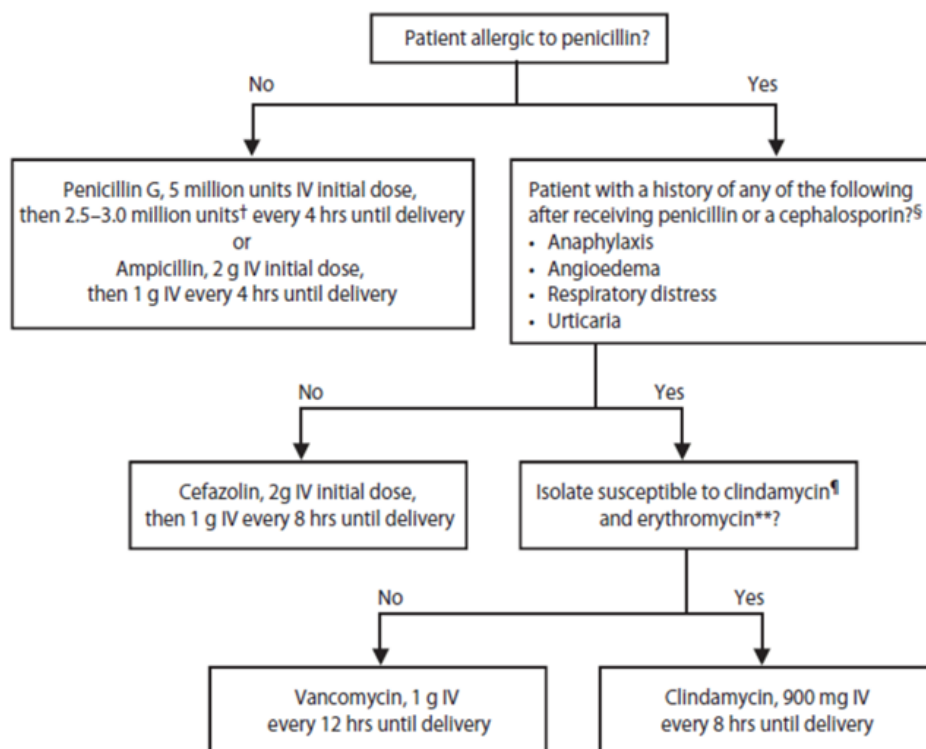 Patient allergic to penicillin?
No
Yes
Penicillin G, 5 million units IV initial dose,
then 2.5–3.0 million units† every 4 hrs until delivery
or
Ampicillin, 2 g IV initial dose,
then 1 g IV every 4 hrs until delivery
Patient with a history of any of the following
after receiving penicillin or a cephalosporin?§
• Anaphylaxis
• Angioedema
• Respiratory distress
• Urticaria
No
Yes
Cefazolin, 2g IV initial dose,
then 1 g IV every 8 hrs until delivery
Isolate susceptible to clindamycin¶
and erythromycin**?
No
Yes
Vancomycin, 1 g IV
every 12 hrs until delivery
Clindamycin, 900 mg IV
every 8 hrs until delivery